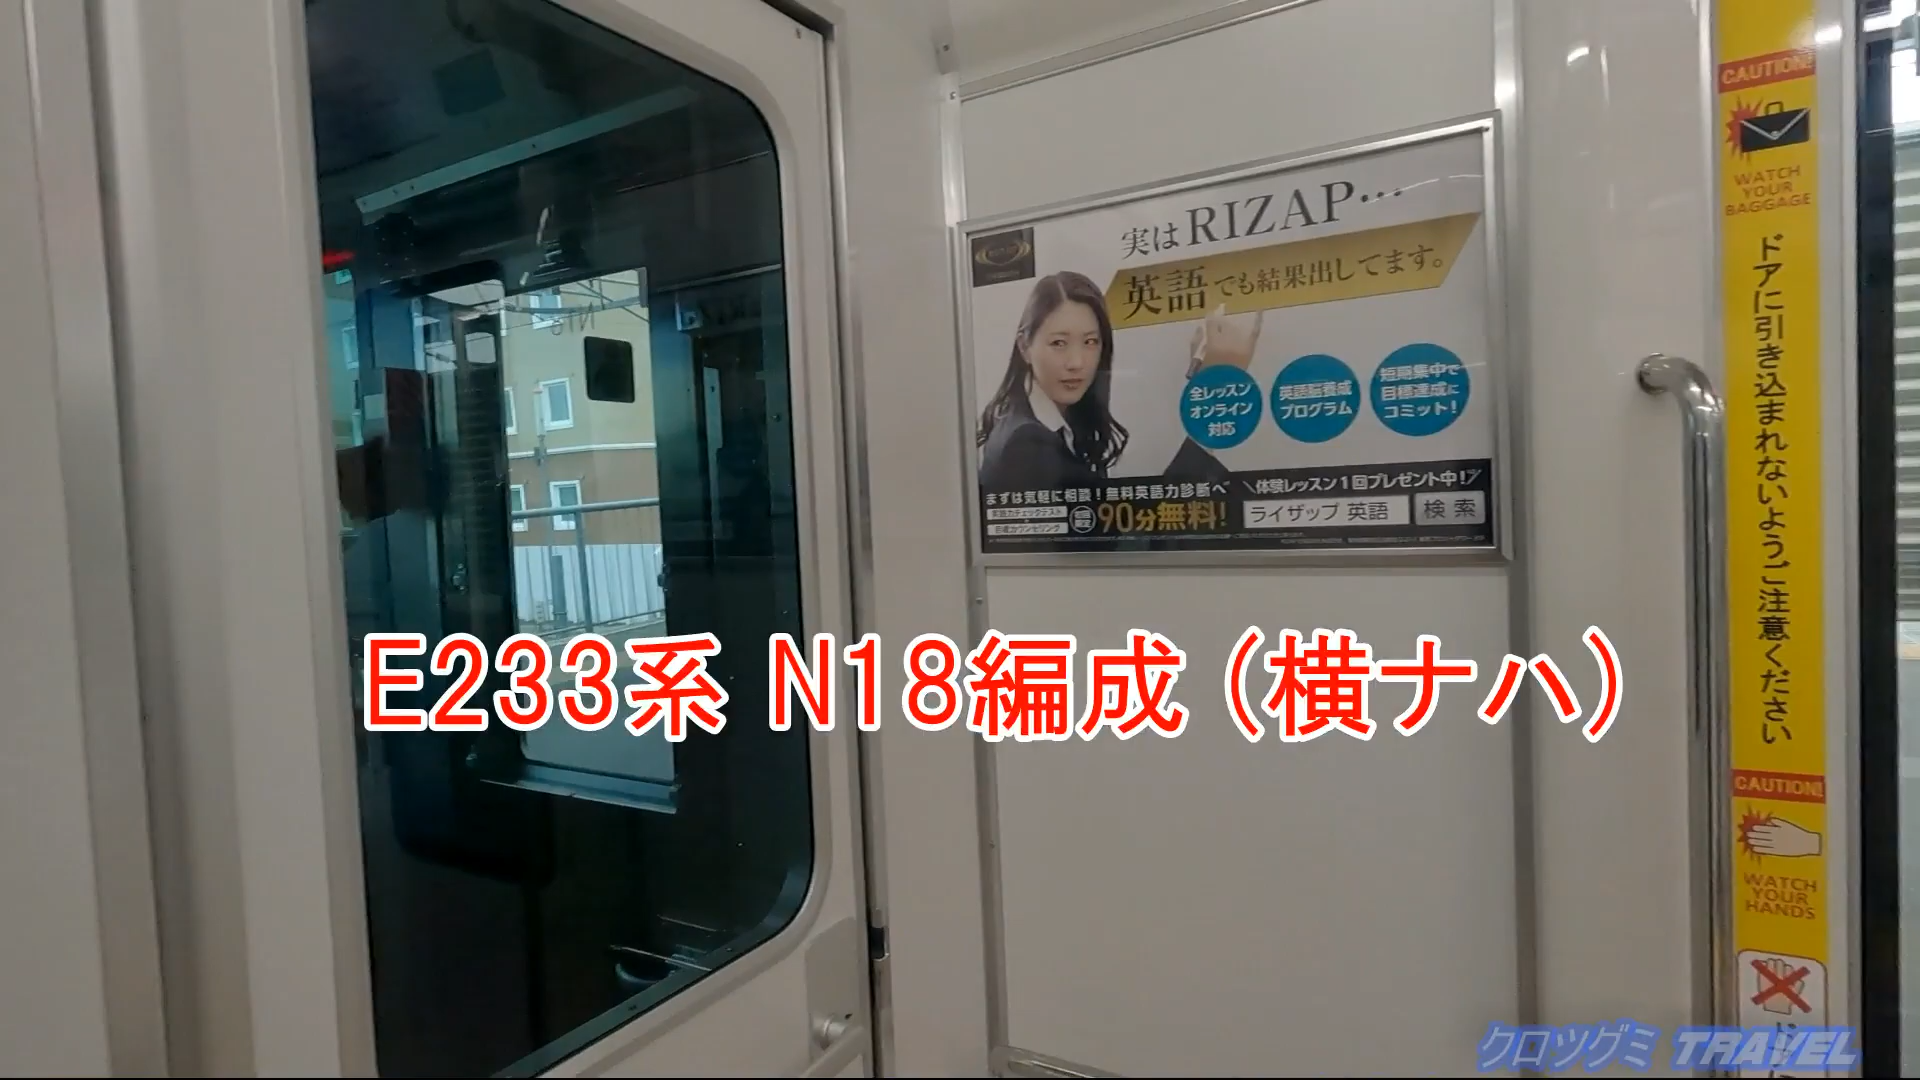 実はRIZAP…
英語でも結果出してます。
全レッスン
オンライン
対応
英語脳養成
プログラム
短期集中で
目標達成に
コミット！
まずは気軽に相談！無料英語力診断へ
＼体験レッスン1回プレゼント中！／
90分無料!
ライザップ 英語
検索
E233系 N18編成 (横ナハ)
CAUTION!
WATCH
YOUR
BAGGAGE
ドアに引き込まれないようご注意ください
CAUTION!
WATCH
YOUR
HANDS
N18
クロツグミ TRAVEL